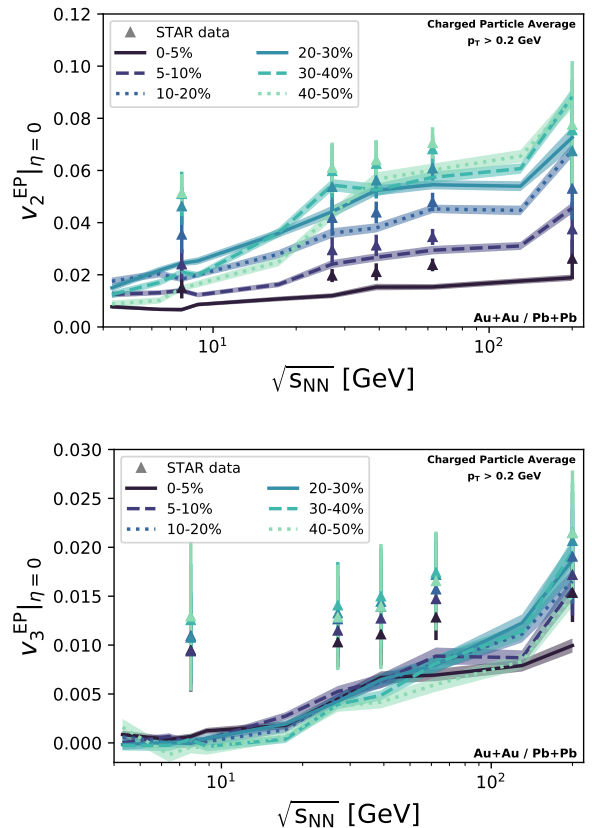 0.12
0.10
0.08
0.06
0.04
0.02
0.00
v₂ᴱᴾ|η = 0
STAR data
0-5%
5-10%
10-20%
20-30%
30-40%
40-50%
Charged Particle Average
p_T > 0.2 GeV
Au+Au / Pb+Pb
10¹ 10²
√s_NN [GeV]
0.030
0.025
0.020
0.015
0.010
0.005
0.000
v₃ᴱᴾ|η = 0
STAR data
0-5%
5-10%
10-20%
20-30%
30-40%
40-50%
Charged Particle Average
p_T > 0.2 GeV
Au+Au / Pb+Pb
10¹ 10²
√s_NN [GeV]